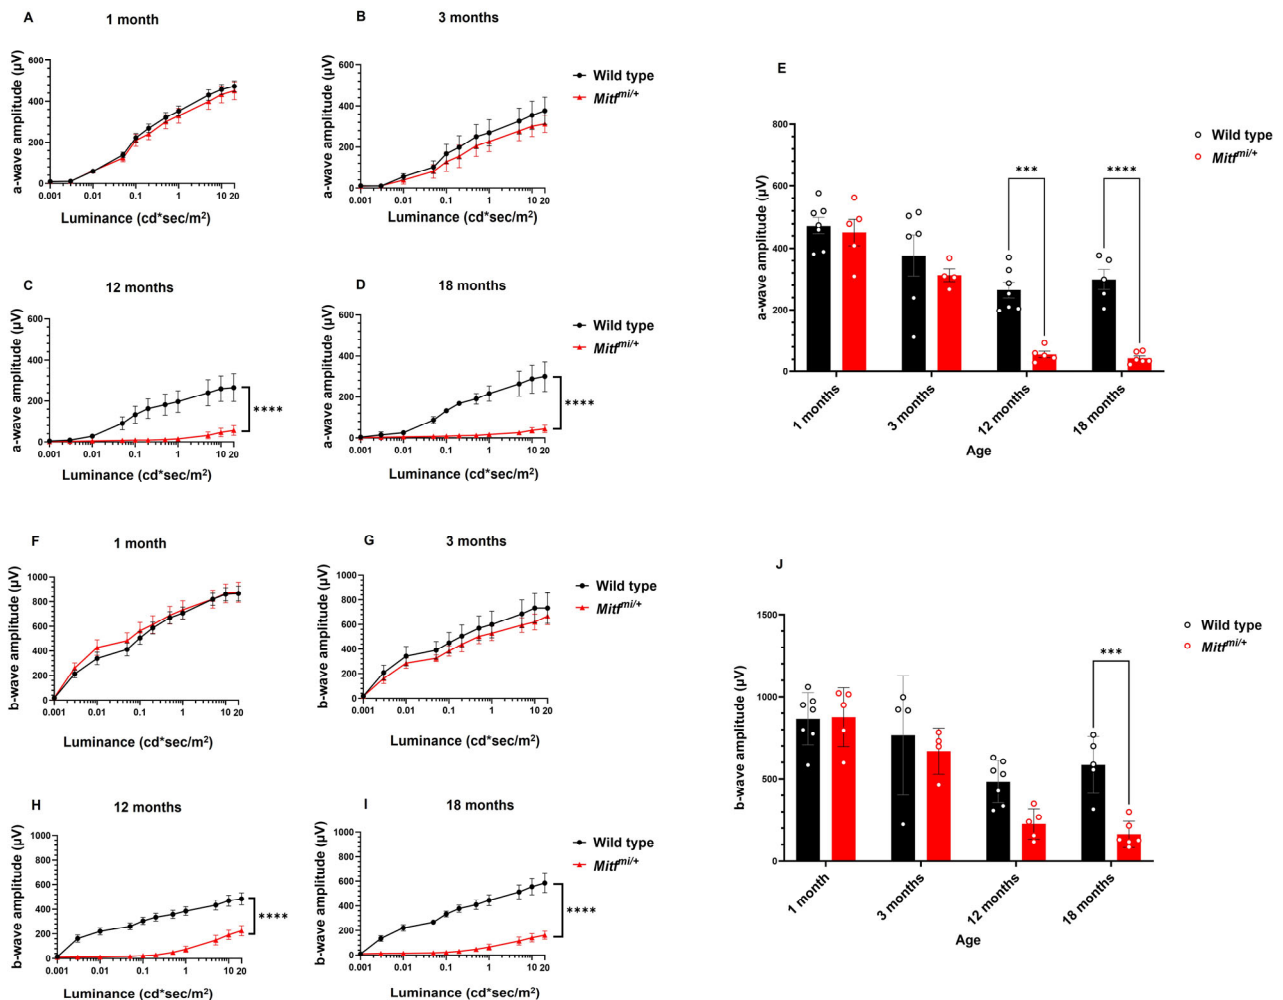 A
1 month
a-wave amplitude (µV)
600
400
200
0
0.001
0.01
0.1
1
10 20
Luminance (cd*sec/m²)
B
3 months
a-wave amplitude (µV)
600
400
200
0
0.001
0.01
0.1
1
10 20
Luminance (cd*sec/m²)
Wild type
Mitf^mi/+
C
12 months
a-wave amplitude (µV)
600
400
200
0
0.001
0.01
0.1
1
10 20
Luminance (cd*sec/m²)
****
D
18 months
a-wave amplitude (µV)
600
400
200
0
0.001
0.01
0.1
1
10 20
Luminance (cd*sec/m²)
****
Wild type
Mitf^mi/+
E
a-wave amplitude (µV)
800
600
400
200
0
***
****
1 months
3 months
12 months
18 months
Age
Wild type
Mitf^mi/+
F
1 month
b-wave amplitude (µV)
1000
800
600
400
200
0
0.001
0.01
0.1
1
10 20
Luminance (cd*sec/m²)
G
3 months
b-wave amplitude (µV)
1000
800
600
400
200
0
0.001
0.01
0.1
1
10 20
Luminance (cd*sec/m²)
Wild type
Mitf^mi/+
H
12 months
b-wave amplitude (µV)
1000
800
600
400
200
0
0.001
0.01
0.1
1
10 20
Luminance (cd*sec/m²)
****
I
18 months
b-wave amplitude (µV)
1000
800
600
400
200
0
0.001
0.01
0.1
1
10 20
Luminance (cd*sec/m²)
****
Wild type
Mitf^mi/+
J
b-wave amplitude (µV)
1500
1000
500
0
***
1 month
3 months
12 months
18 months
Age
Wild type
Mitf^mi/+